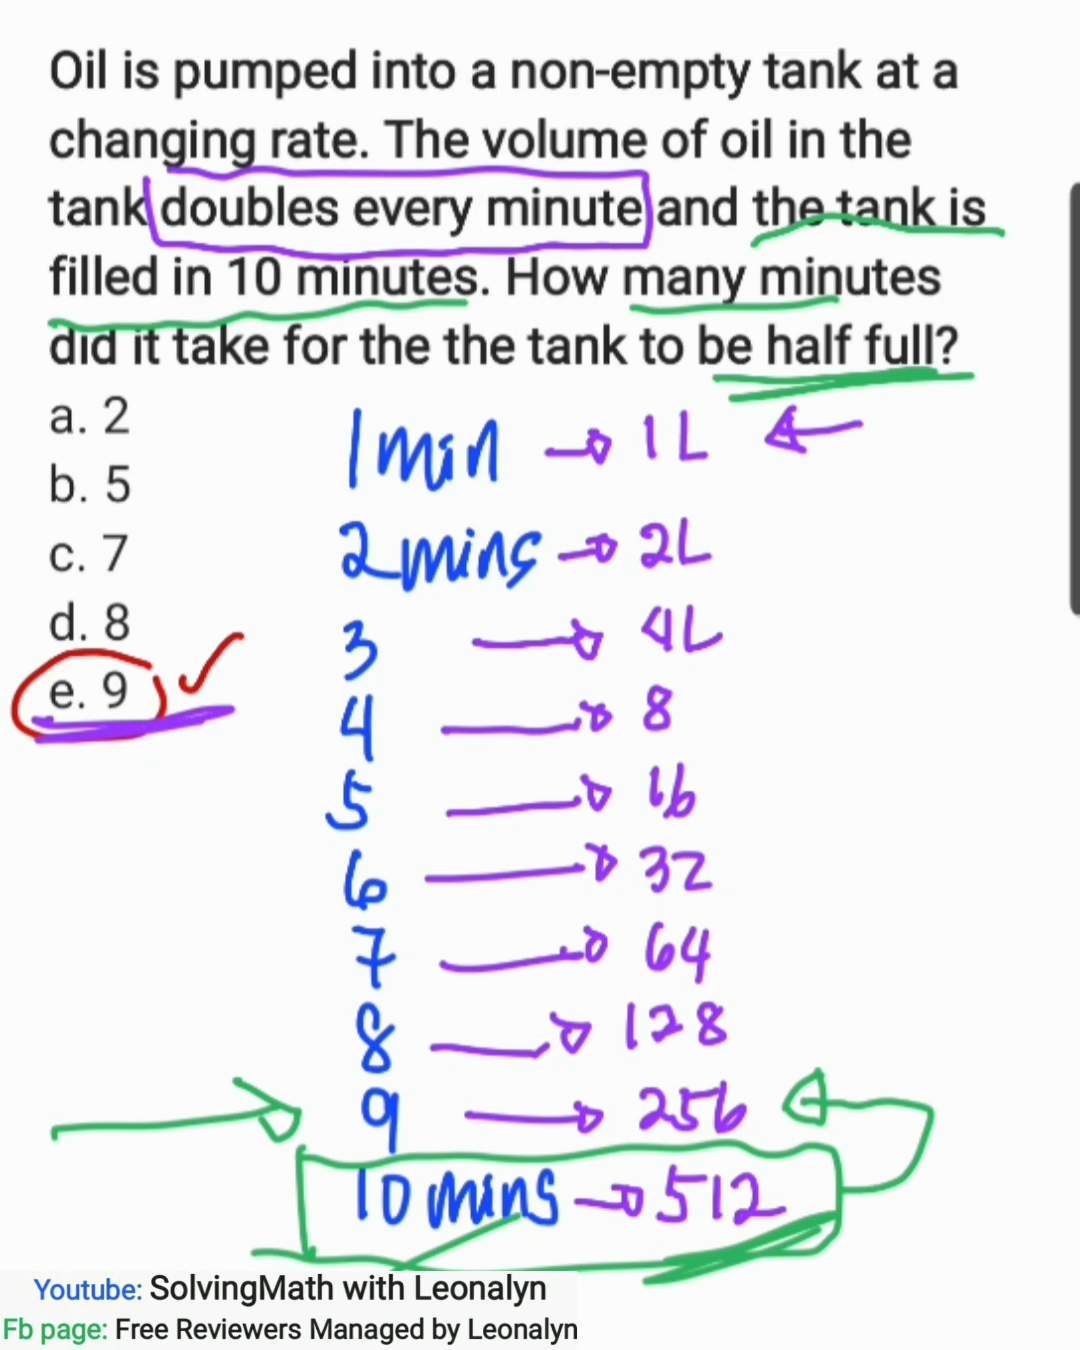 Oil is pumped into a non-empty tank at a
changing rate. The volume of oil in the
tank doubles every minute and the tank is
filled in 10 minutes. How many minutes
did it take for the the tank to be half full?
a. 2
b. 5
c. 7
d. 8
e. 9
1 min → 1L
2 mins → 2L
3 → 4L
4 → 8
5 → 16
6 → 32
7 → 64
8 → 128
9 → 256
10 mins → 512
Youtube: SolvingMath with Leonalyn
Fb page: Free Reviewers Managed by Leonalyn